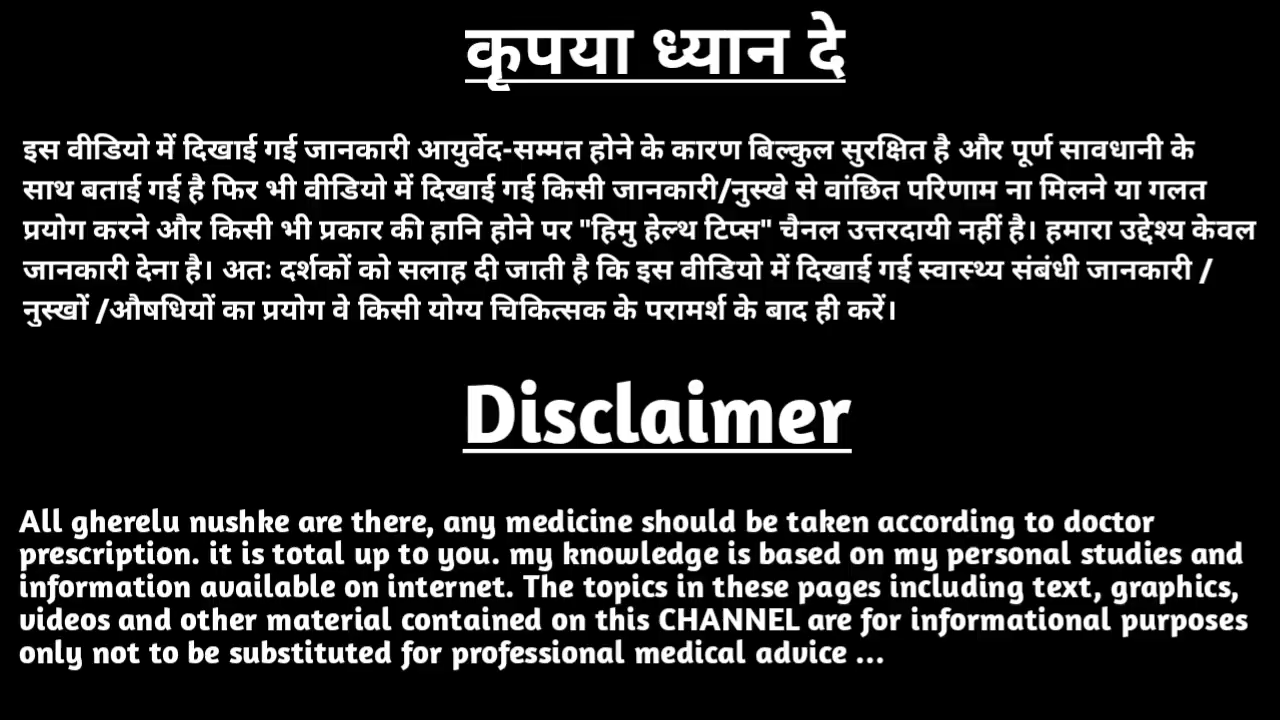 कृपया ध्यान दे
इस वीडियो में दिखाई गई जानकारी आयुर्वेद-सम्मत होने के कारण बिल्कुल सुरक्षित है और पूर्ण सावधानी के
साथ बताई गई है फिर भी वीडियो में दिखाई गई किसी जानकारी/नुस्खे से वांछित परिणाम ना मिलने या गलत
प्रयोग करने और किसी भी प्रकार की हानि होने पर "हिमु हेल्थ टिप्स" चैनल उत्तरदायी नहीं है। हमारा उद्देश्य केवल
जानकारी देना है। अतः दर्शकों को सलाह दी जाती है कि इस वीडियो में दिखाई गई स्वास्थ्य संबंधी जानकारी /
नुस्खों /औषधियों का प्रयोग वे किसी योग्य चिकित्सक के परामर्श के बाद ही करें।
Disclaimer
All gherelu nushke are there, any medicine should be taken according to doctor
prescription. it is total up to you. my knowledge is based on my personal studies and
information available on internet. The topics in these pages including text, graphics,
videos and other material contained on this CHANNEL are for informational purposes
only not to be substituted for professional medical advice ...